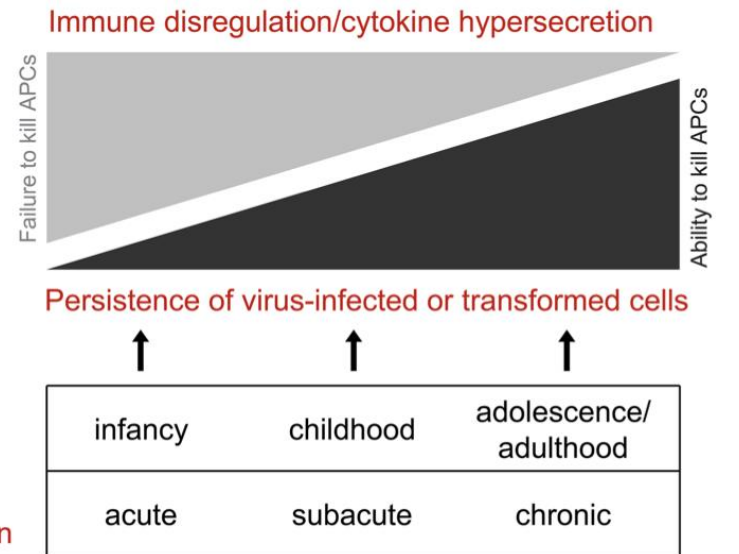 Immune disregulation/cytokine hypersecretion
Failure to kill APCs
Ability to kill APCs
Persistence of virus-infected or transformed cells
infancy
childhood
adolescence/
adulthood
acute
subacute
chronic
n